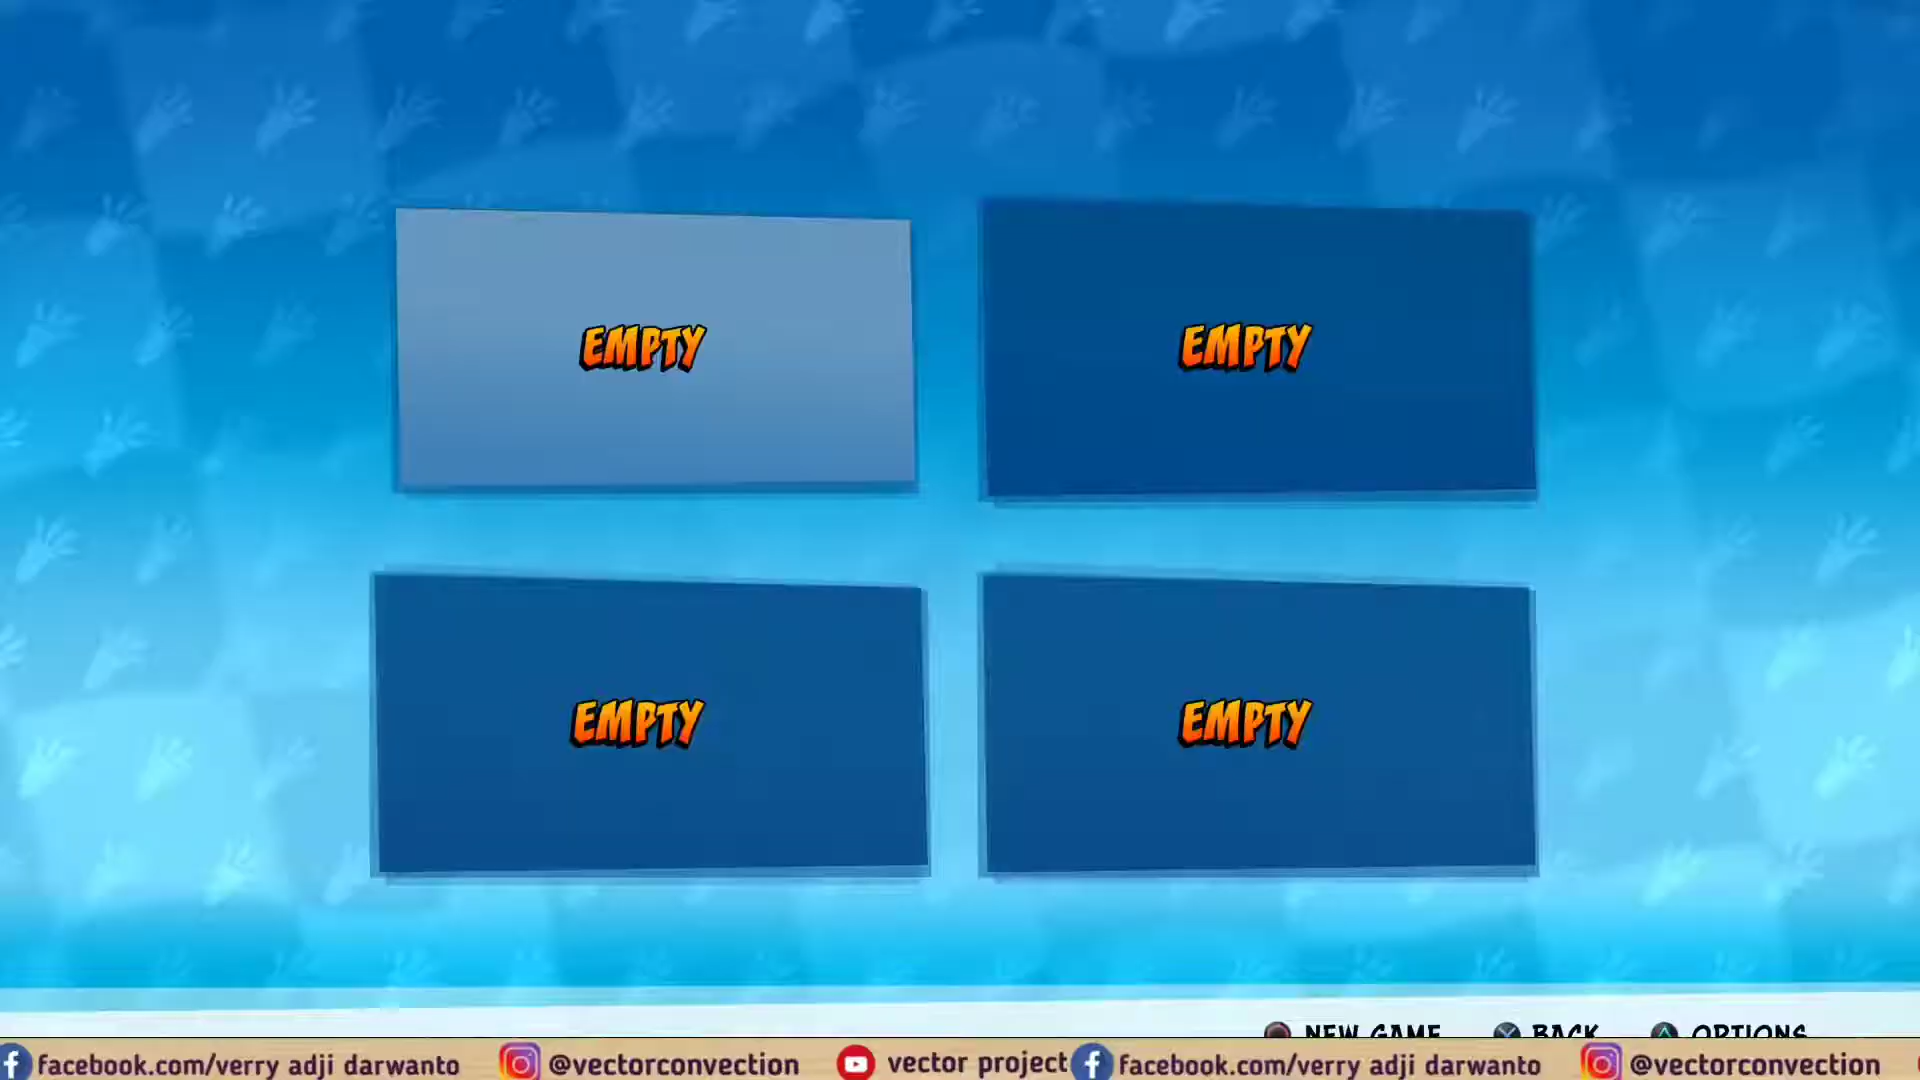 EMPTY EMPTY
EMPTY EMPTY
NEW GAME BACK OPTIONS
facebook.com/verry adji darwanto @vectorconvection vector project facebook.com/verry adji darwanto @vectorconvection